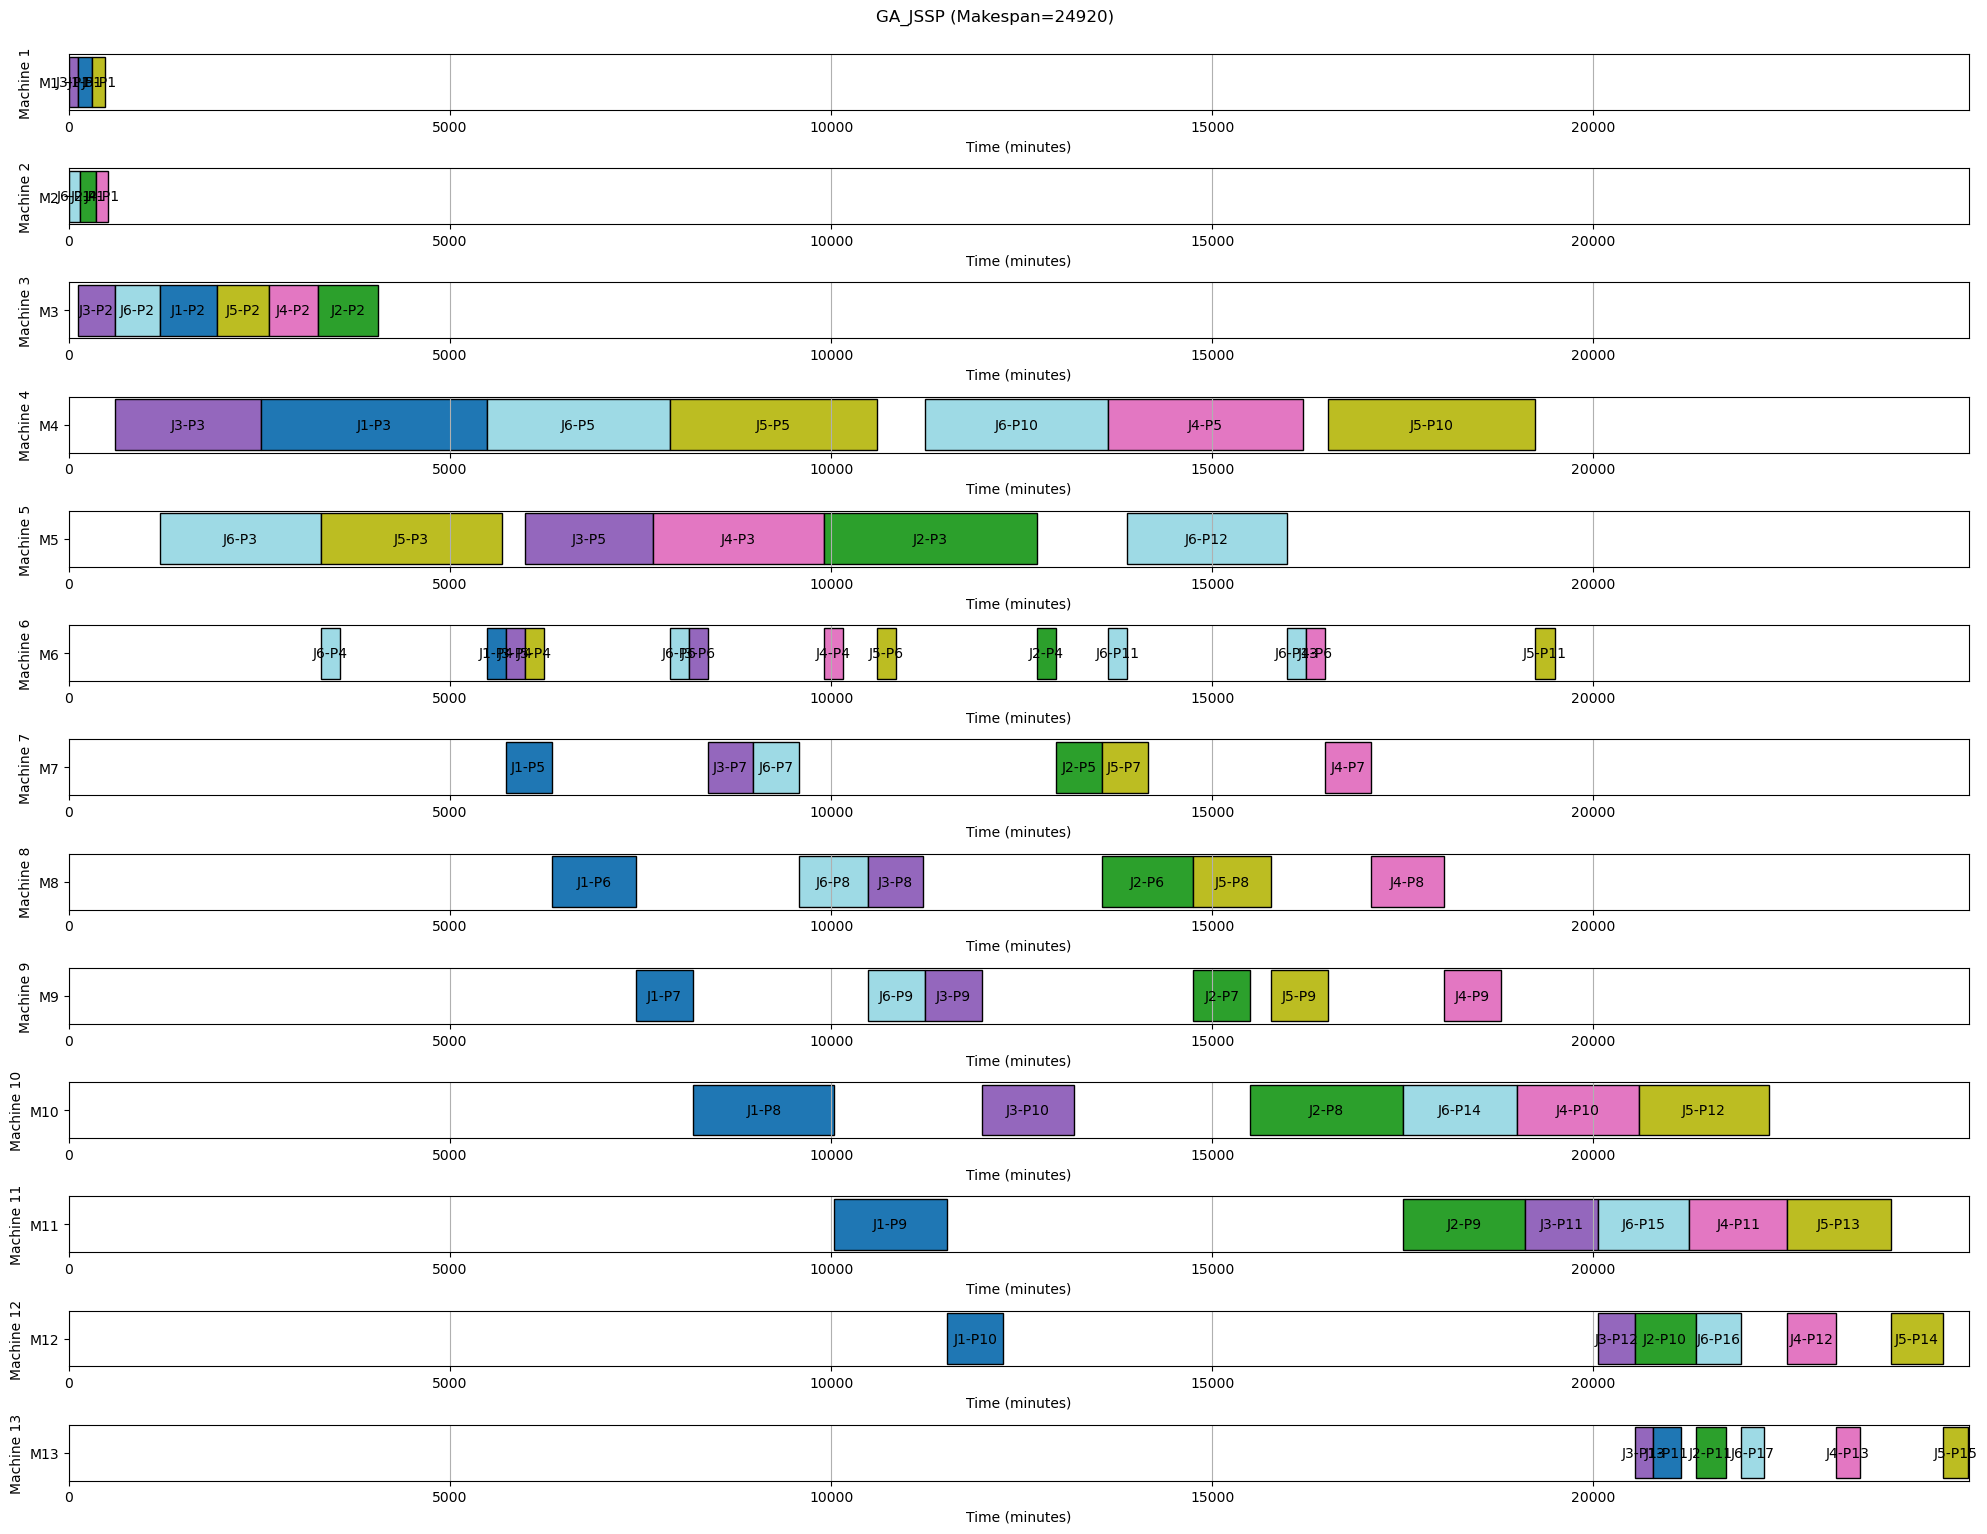 GA_JSSP (Makespan=24920)
Machine 1
M1
J3-P1 J1-P1 J5-P1
0 5000 10000 15000 20000
Time (minutes)
Machine 2
M2
J6-P1 J2-P1 J4-P1
0 5000 10000 15000 20000
Time (minutes)
Machine 3
M3
J3-P2 J6-P2 J1-P2 J5-P2 J4-P2 J2-P2
0 5000 10000 15000 20000
Time (minutes)
Machine 4
M4
J3-P3 J1-P3 J6-P5 J5-P5 J6-P10 J4-P5 J5-P10
0 5000 10000 15000 20000
Time (minutes)
Machine 5
M5
J6-P3 J5-P3 J3-P5 J4-P3 J2-P3 J6-P12
0 5000 10000 15000 20000
Time (minutes)
Machine 6
M6
J6-P4 J1-P4 J3-P4 J5-P4 J6-P6 J3-P6 J4-P4 J5-P6 J2-P4 J6-P11 J6-P13 J4-P6 J5-P11
0 5000 10000 15000 20000
Time (minutes)
Machine 7
M7
J1-P5 J3-P7 J6-P7 J2-P5 J5-P7 J4-P7
0 5000 10000 15000 20000
Time (minutes)
Machine 8
M8
J1-P6 J6-P8 J3-P8 J2-P6 J5-P8 J4-P8
0 5000 10000 15000 20000
Time (minutes)
Machine 9
M9
J1-P7 J6-P9 J3-P9 J2-P7 J5-P9 J4-P9
0 5000 10000 15000 20000
Time (minutes)
Machine 10
M10
J1-P8 J3-P10 J2-P8 J6-P14 J4-P10 J5-P12
0 5000 10000 15000 20000
Time (minutes)
Machine 11
M11
J1-P9 J2-P9 J3-P11 J6-P15 J4-P11 J5-P13
0 5000 10000 15000 20000
Time (minutes)
Machine 12
M12
J1-P10 J3-P12 J2-P10 J6-P16 J4-P12 J5-P14
0 5000 10000 15000 20000
Time (minutes)
Machine 13
M13
J3-P13 J1-P11 J2-P11 J6-P17 J4-P13 J5-P15
0 5000 10000 15000 20000
Time (minutes)